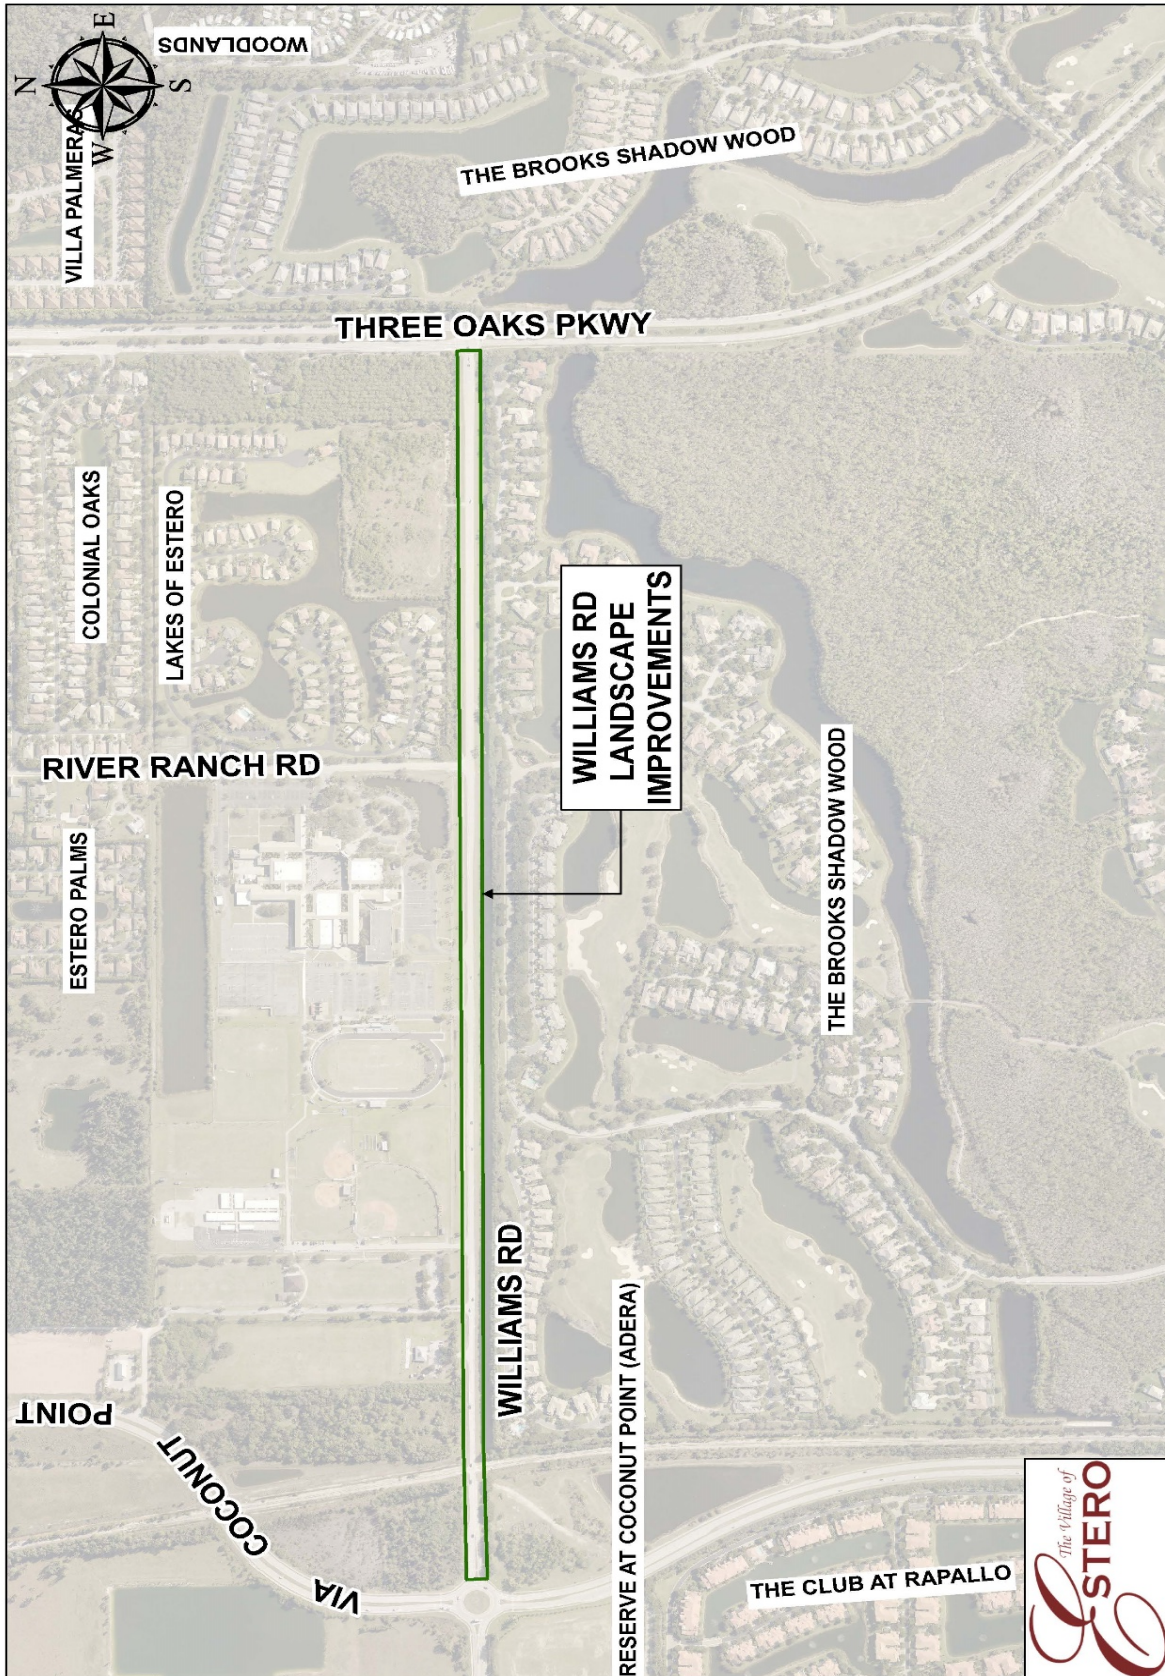 N
E
S
W
WOODLANDS
VILLA PALMERAS
THE BROOKS SHADOW WOOD
THREE OAKS PKWY
COLONIAL OAKS
LAKES OF ESTERO
RIVER RANCH RD
ESTERO PALMS
WILLIAMS RD
LANDSCAPE
IMPROVEMENTS
THE BROOKS SHADOW WOOD
WILLIAMS RD
VIA COCONUT POINT
RESERVE AT COCONUT POINT (ADERA)
THE CLUB AT RAPALLO
The Village of
ESTERO